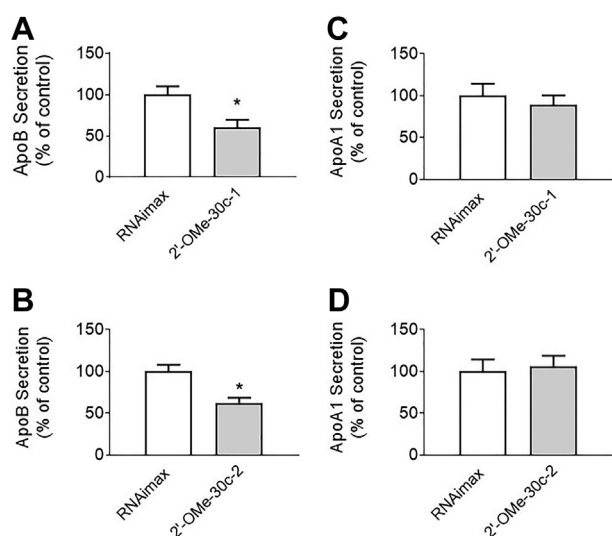 A
ApoB Secretion
(% of control)
150
100
50
0
*
RNAimax
2'-OMe-30c-1
C
ApoA1 Secretion
(% of control)
150
100
50
0
RNAimax
2'-OMe-30c-1
B
ApoB Secretion
(% of control)
150
100
50
0
*
RNAimax
2'-OMe-30c-2
D
ApoA1 Secretion
(% of control)
150
100
50
0
RNAimax
2'-OMe-30c-2